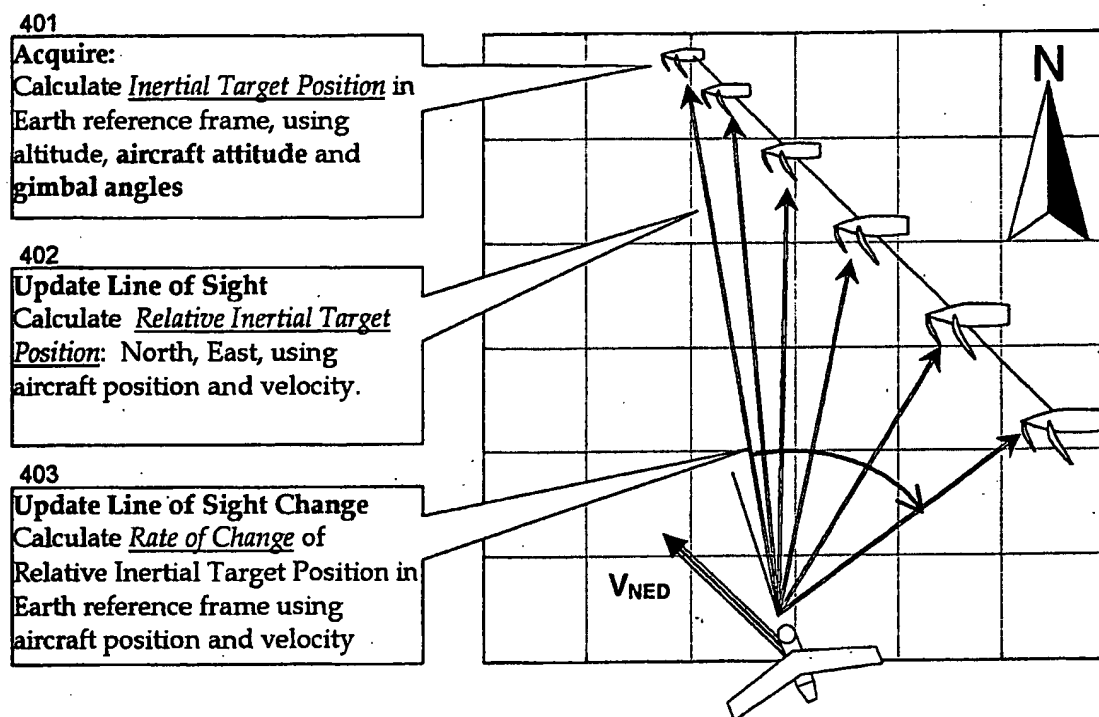 401
Acquire:
Calculate Inertial Target Position in
Earth reference frame, using
altitude, aircraft attitude and
gimbal angles
402
Update Line of Sight
Calculate Relative Inertial Target
Position: North, East, using
aircraft position and velocity.
403
Update Line of Sight Change
Calculate Rate of Change of
Relative Inertial Target Position in
Earth reference frame using
aircraft position and velocity
N
VNED